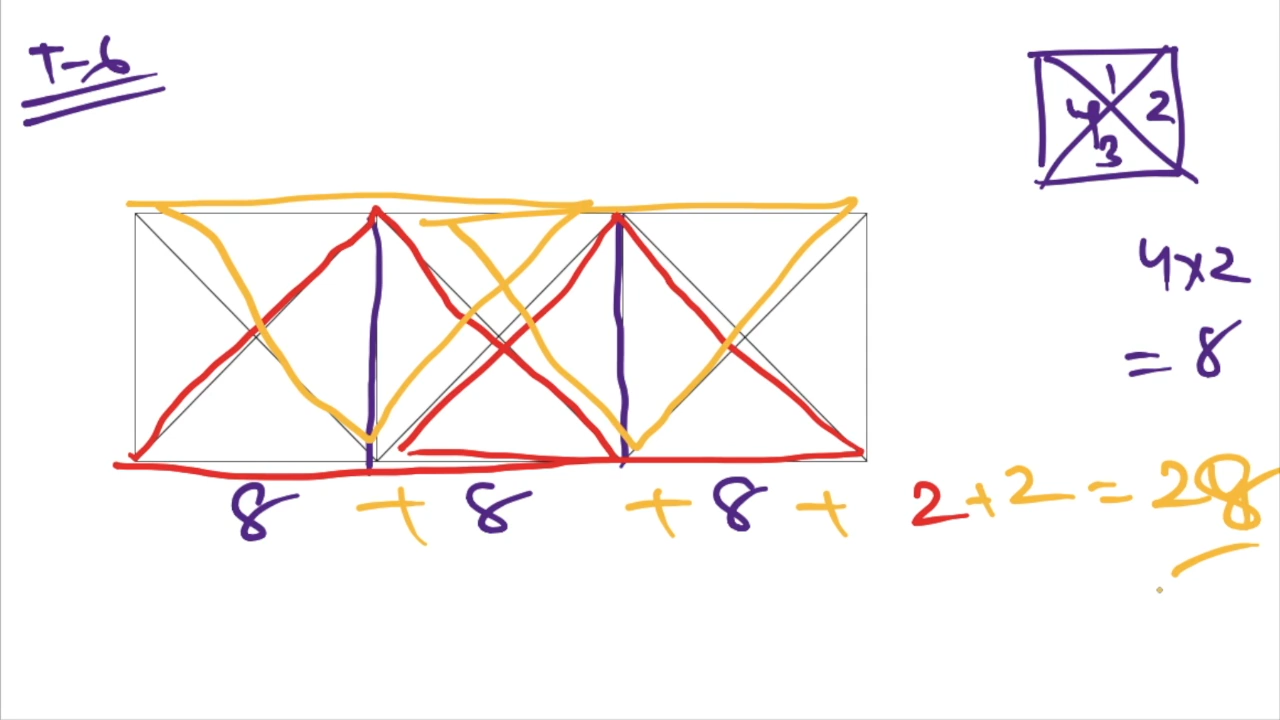 T-6
1
4 2
3
4x2
= 8
8 + 8 + 8 + 2 + 2 = 28